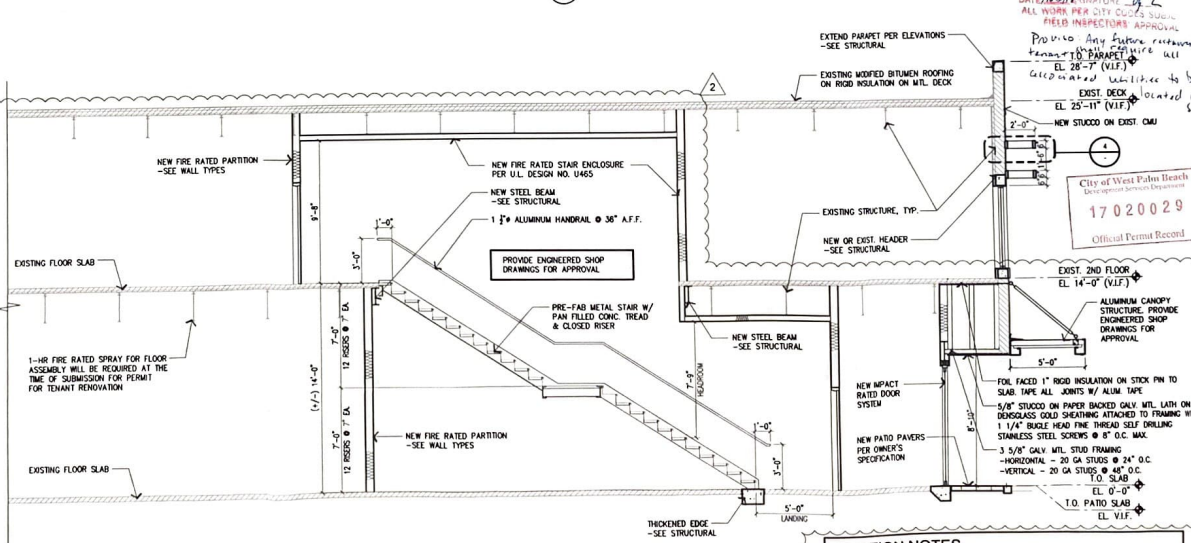 ALL WORK PER CITY CODES
FIELD INSPECTORS' APPROVAL
Proviso: Any future
tenant shall require all
associated utilities to
located
EXTEND PARAPET PER ELEVATIONS
-SEE STRUCTURAL
T.O. PARAPET
EL. 28'-7" (V.I.F.)
EXISTING MODIFIED BITUMEN ROOFING
ON RIGID INSULATION ON MTL. DECK
EXIST. DECK
EL. 25'-11" (V.I.F.)
2
NEW STUCCO ON EXIST. CMU
2'-0"
4
NEW FIRE RATED PARTITION
-SEE WALL TYPES
NEW FIRE RATED STAIR ENCLOSURE
PER U.L. DESIGN NO. U465
NEW STEEL BEAM
-SEE STRUCTURAL
1 ½"ø ALUMINUM HANDRAIL @ 36" A.F.F.
9'-8"
1'-0"
3'-0"
PROVIDE ENGINEERED SHOP
DRAWINGS FOR APPROVAL
EXISTING STRUCTURE, TYP.
NEW OR EXIST. HEADER
-SEE STRUCTURAL
City of West Palm Beach
Development Services Department
17020029
Official Permit Record
EXISTING FLOOR SLAB
EXIST. 2ND FLOOR
EL. 14'-0" (V.I.F.)
PRE-FAB METAL STAIR W/
PAN FILLED CONC. TREAD
& CLOSED RISER
NEW STEEL BEAM
-SEE STRUCTURAL
ALUMINUM CANOPY
STRUCTURE. PROVIDE
ENGINEERED SHOP
DRAWINGS FOR
APPROVAL
5'-0"
1-HR FIRE RATED SPRAY FOR FLOOR
ASSEMBLY WILL BE REQUIRED AT THE
TIME OF SUBMISSION FOR PERMIT
FOR TENANT RENOVATION
7'-0"
12 RISERS @ 7" EA.
(+/-) 14'-0"
7'-0"
12 RISERS @ 7" EA.
7'-9"
HEADROOM
NEW IMPACT
RATED DOOR
SYSTEM
8'-10"
FOIL FACED 1" RIGID INSULATION ON STICK PIN TO
SLAB. TAPE ALL JOINTS W/ ALUM. TAPE
5/8" STUCCO ON PAPER BACKED GALV. MTL. LATH ON
DENSGLASS GOLD SHEATHING ATTACHED TO FRAMING
1 1/4" BUGLE HEAD FINE THREAD SELF DRILLING
STAINLESS STEEL SCREWS @ 8" O.C. MAX.
3 5/8" GALV. MTL. STUD FRAMING
-HORIZONTAL - 20 GA STUDS @ 24" O.C.
-VERTICAL - 20 GA STUDS @ 48" O.C.
NEW FIRE RATED PARTITION
-SEE WALL TYPES
1'-0"
3'-0"
NEW PATIO PAVERS
PER OWNER'S
SPECIFICATION
EXISTING FLOOR SLAB
T.O. SLAB
EL. 0'-0"
T.O. PATIO SLAB
EL. V.I.F.
5'-0"
LANDING
THICKENED EDGE
-SEE STRUCTURAL
NOTES